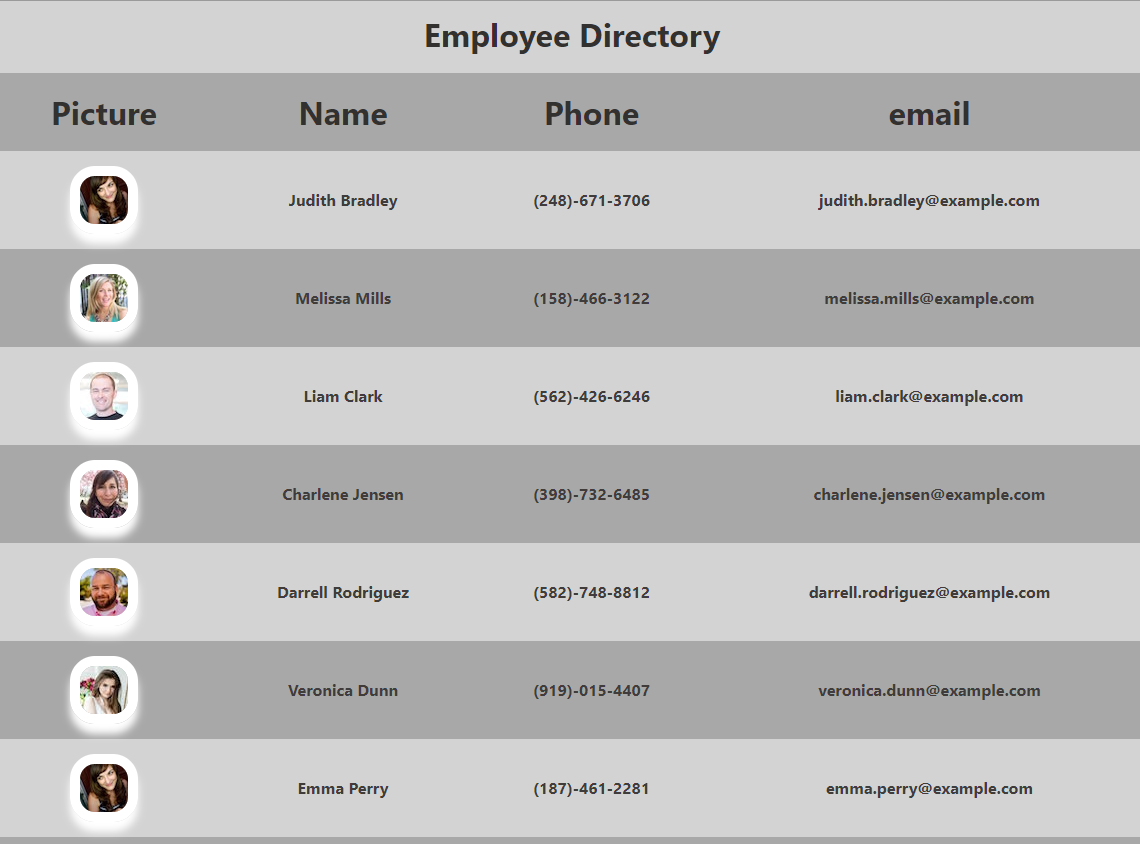 Employee Directory
Picture Name Phone email
Judith Bradley (248)-671-3706 judith.bradley@example.com
Melissa Mills (158)-466-3122 melissa.mills@example.com
Liam Clark (562)-426-6246 liam.clark@example.com
Charlene Jensen (398)-732-6485 charlene.jensen@example.com
Darrell Rodriguez (582)-748-8812 darrell.rodriguez@example.com
Veronica Dunn (919)-015-4407 veronica.dunn@example.com
Emma Perry (187)-461-2281 emma.perry@example.com